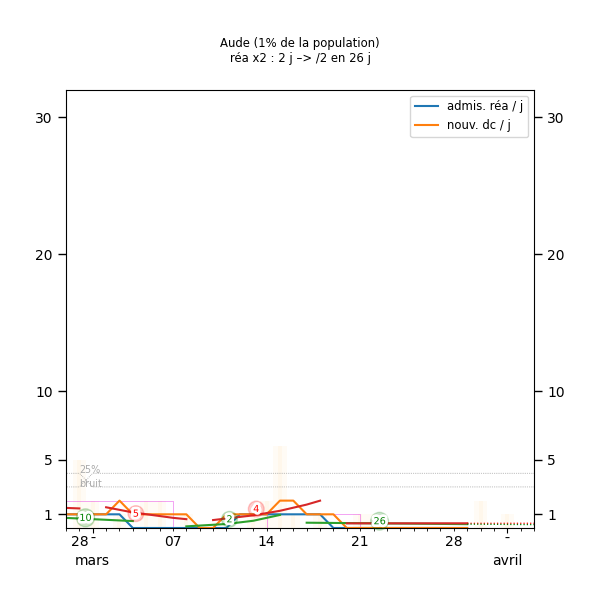 Aude (1% de la population)
réa x2 : 2 j –> /2 en 26 j
admis. réa / j
nouv. dc / j
30 30
20 20
10 10
5 5
1 1
25%
bruit
10 5 2 4 26
28 07 14 21 28 -
mars avril